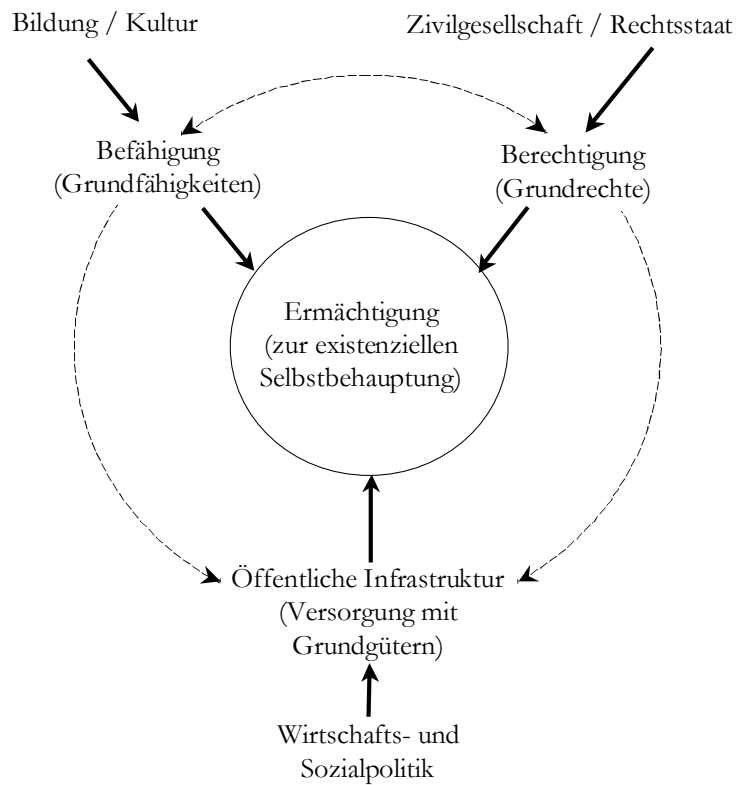 Bildung / Kultur
Zivilgesellschaft / Rechtsstaat
Befähigung
(Grundfähigkeiten)
Berechtigung
(Grundrechte)
Ermächtigung
(zur existenziellen
Selbstbehauptung)
Öffentliche Infrastruktur
(Versorgung mit
Grundgütern)
Wirtschafts- und
Sozialpolitik